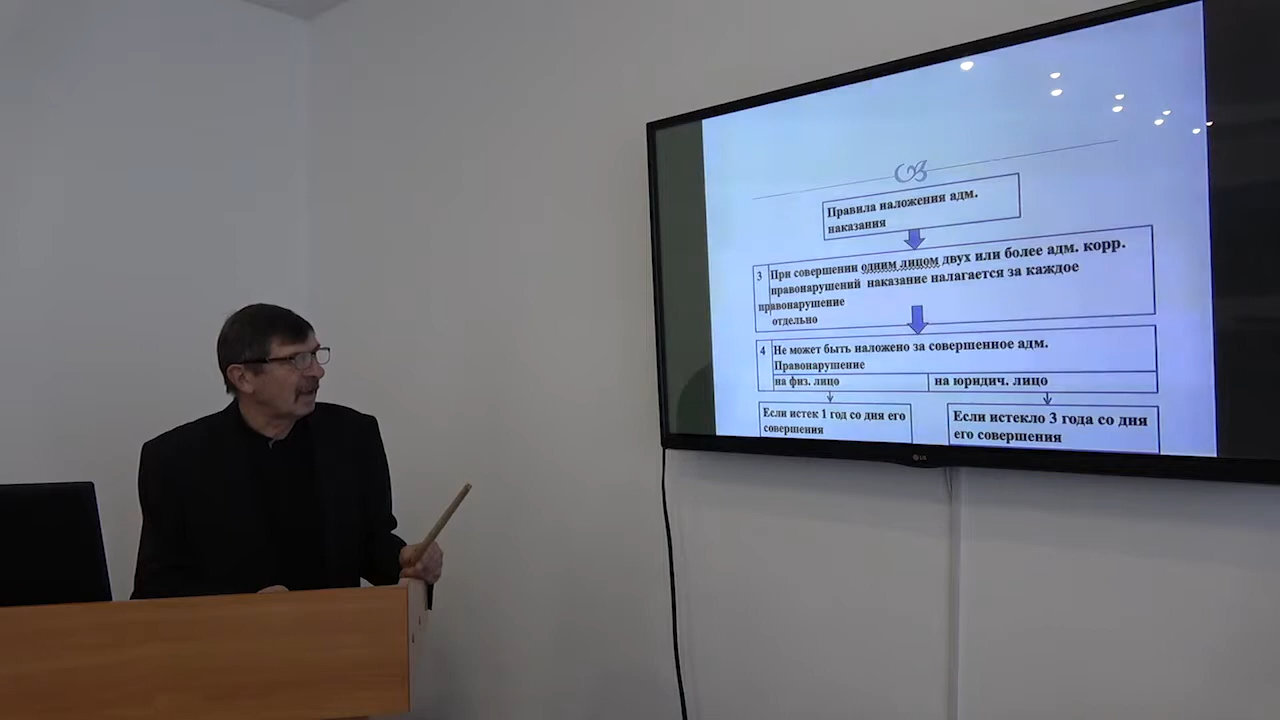 Правила наложения адм.
наказания
3 При совершении одним лицом двух или более адм. корр.
правонарушений наказание налагается за каждое
правонарушение
отдельно
4 Не может быть наложено за совершенное адм.
Правонарушение
на физ. лицо
на юридич. лицо
Если истек 1 год со дня его
совершения
Если истекло 3 года со дня
его совершения
LG